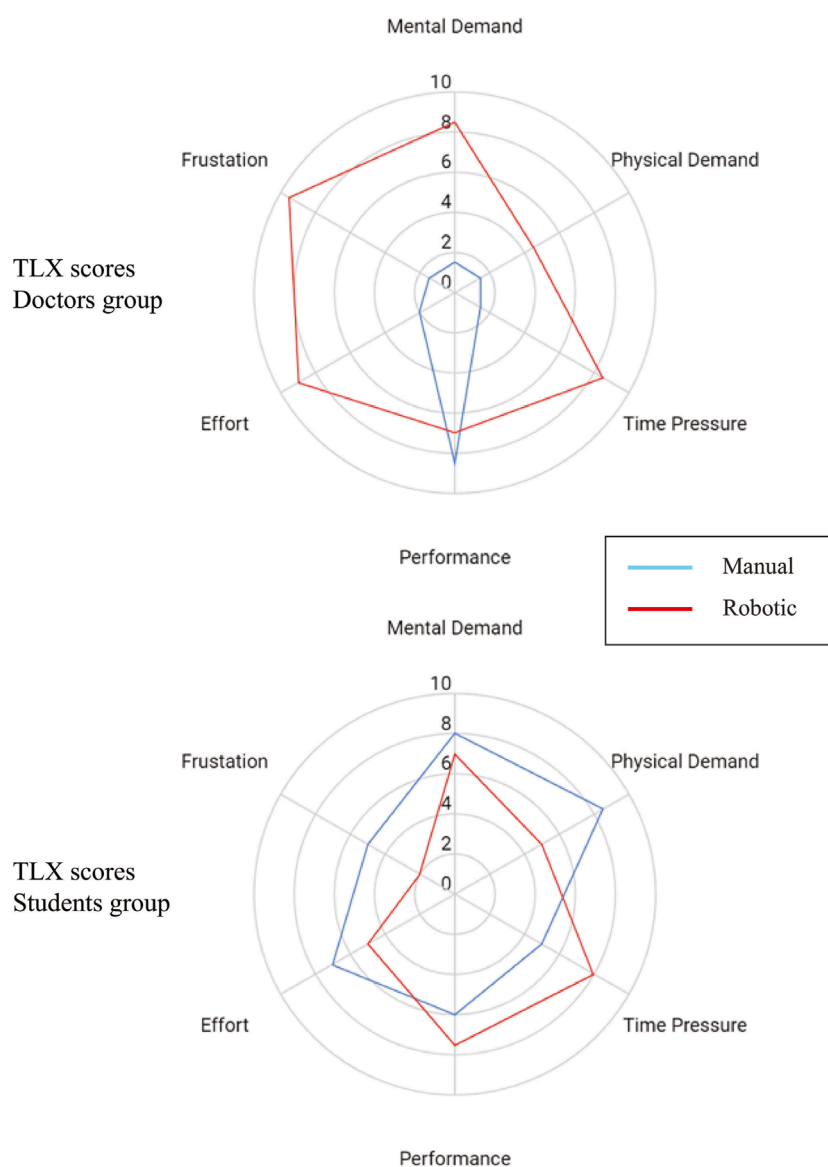 Mental Demand
10
8
6
4
2
0
Frustation
Physical Demand
TLX scores
Doctors group
Effort
Time Pressure
Performance
Manual
Robotic
Mental Demand
10
8
6
4
2
0
Frustation
Physical Demand
TLX scores
Students group
Effort
Time Pressure
Performance